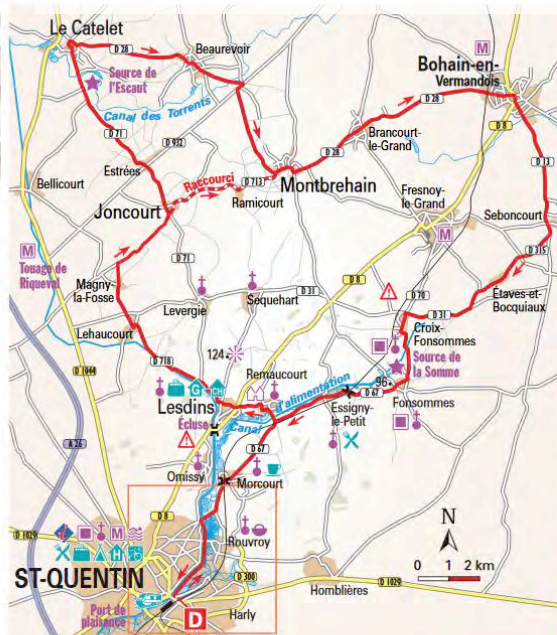 Le Catelet
D 28
Beaurevoir
M
Bohain-en-
Vermandois
Source de
l'Escaut
Canal des Torrents
D 28
D 932
D 71
Brancourt-
le-Grand
D 8
D 28
D 13
Estrées
Raccourci
D 713
Montbrehain
Bellicourt
Ramicourt
Fresnoy-
le-Grand
Seboncourt
Joncourt
M
D 315
M
Touage de
Riqueval
D 71
D 8
Magny-
la-Fosse
Levergie
Sequehart
D 31
D 70
Étaves-et-
Bocquiaux
D 31
Lehaucourt
Croix-
Fonsommes
D 1044
D 718
124
Source de
la Somme
Remaucourt
96
G
CH
d'alimentation
D 67
Lesdins
Essigny-
le-Petit
Fonsommes
Écluse
Canal
A 26
D 67
Omissy
Morcourt
D 8
M
Rouvroy
N
D 1029
H
D 300
0 1 2 km
ST-QUENTIN
D 1029
Homblières
Port de
plaisance
D
Harly